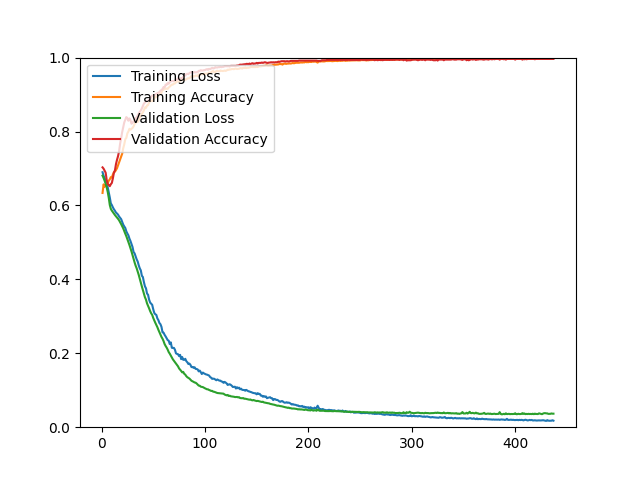 1.0
0.8
0.6
0.4
0.2
0.0
Training Loss
Training Accuracy
Validation Loss
Validation Accuracy
0 100 200 300 400